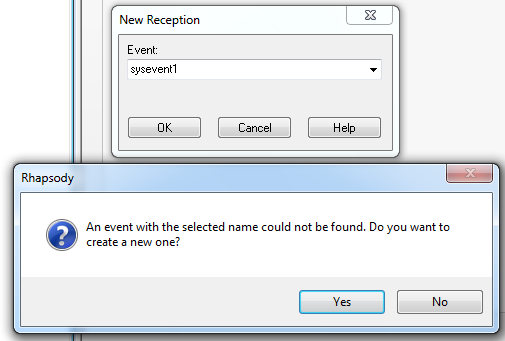 New Reception
Event:
sysevent1
OK Cancel Help
Rhapsody
An event with the selected name could not be found. Do you want to
create a new one?
Yes No